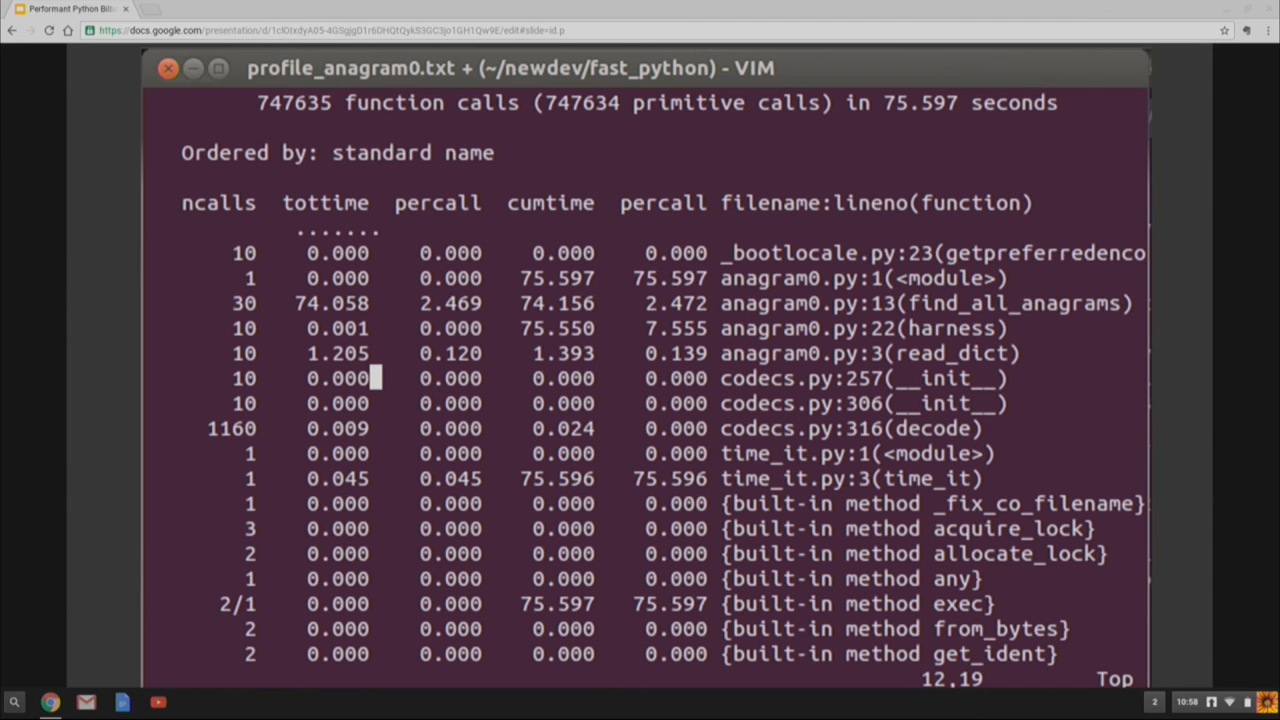 Performant Python Billi
https://docs.google.com/presentation/d/1clOIxdyA05-4GSgjgD1r6DHQtQykS3GC3jo1GH1Qw9E/edit#slide=id.p
profile_anagram0.txt + (~/newdev/fast_python) - VIM
747635 function calls (747634 primitive calls) in 75.597 seconds
Ordered by: standard name
ncalls tottime percall cumtime percall filename:lineno(function)
.......
10 0.000 0.000 0.000 0.000 _bootlocale.py:23(getpreferredenco
1 0.000 0.000 75.597 75.597 anagram0.py:1(<module>)
30 74.058 2.469 74.156 2.472 anagram0.py:13(find_all_anagrams)
10 0.001 0.000 75.550 7.555 anagram0.py:22(harness)
10 1.205 0.120 1.393 0.139 anagram0.py:3(read_dict)
10 0.000 0.000 0.000 0.000 codecs.py:257(__init__)
10 0.000 0.000 0.000 0.000 codecs.py:306(__init__)
1160 0.009 0.000 0.024 0.000 codecs.py:316(decode)
1 0.000 0.000 0.000 0.000 time_it.py:1(<module>)
1 0.045 0.045 75.596 75.596 time_it.py:3(time_it)
1 0.000 0.000 0.000 0.000 {built-in method _fix_co_filename}
3 0.000 0.000 0.000 0.000 {built-in method acquire_lock}
2 0.000 0.000 0.000 0.000 {built-in method allocate_lock}
1 0.000 0.000 0.000 0.000 {built-in method any}
2/1 0.000 0.000 75.597 75.597 {built-in method exec}
2 0.000 0.000 0.000 0.000 {built-in method from_bytes}
2 0.000 0.000 0.000 0.000 {built-in method get_ident}
12,19 Top
2 10:58